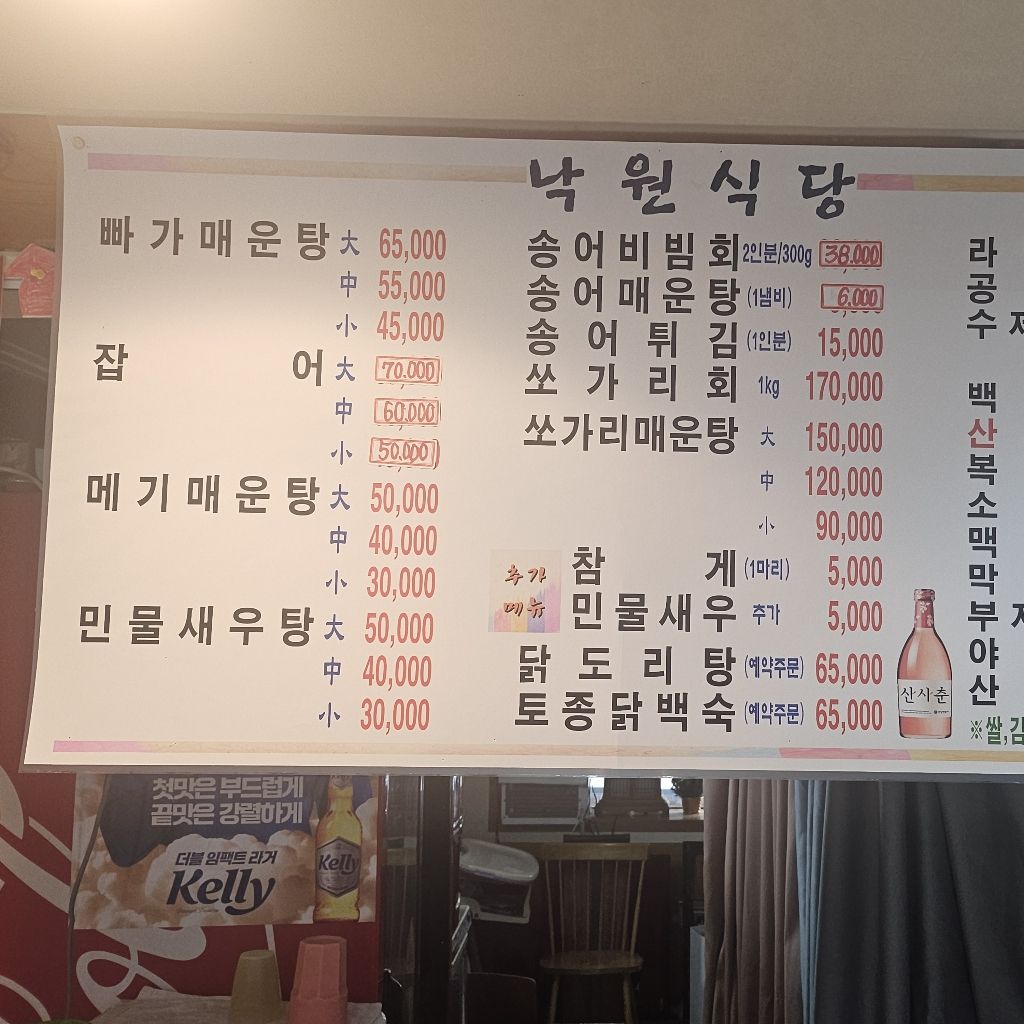 낙원식당
빠가매운탕 大 65,000
中 55,000
小 45,000
잡어 大 70.000
中 60,000
小 50.000
메기매운탕 大 50,000
中 40,000
小 30,000
민물새우탕 大 50,000
中 40,000
小 30,000
송어비빔회 2인분/300g 38.000
송어매운탕 (1냄비) 6.000
송어튀김 (1인분) 15,000
쏘가리회 1kg 170,000
쏘가리매운탕 大 150,000
中 120,000
小 90,000
추가
메뉴
참게 (1마리) 5,000
민물새우 추가 5,000
닭도리탕 (예약주문) 65,000
토종닭백숙 (예약주문) 65,000
산사춘
라
공
수
백
산
복
소
맥
막
부
야
산
※쌀,김
첫맛은 부드럽게
끝맛은 강렬하게
더블 임팩트 라거
Kelly
Kelly